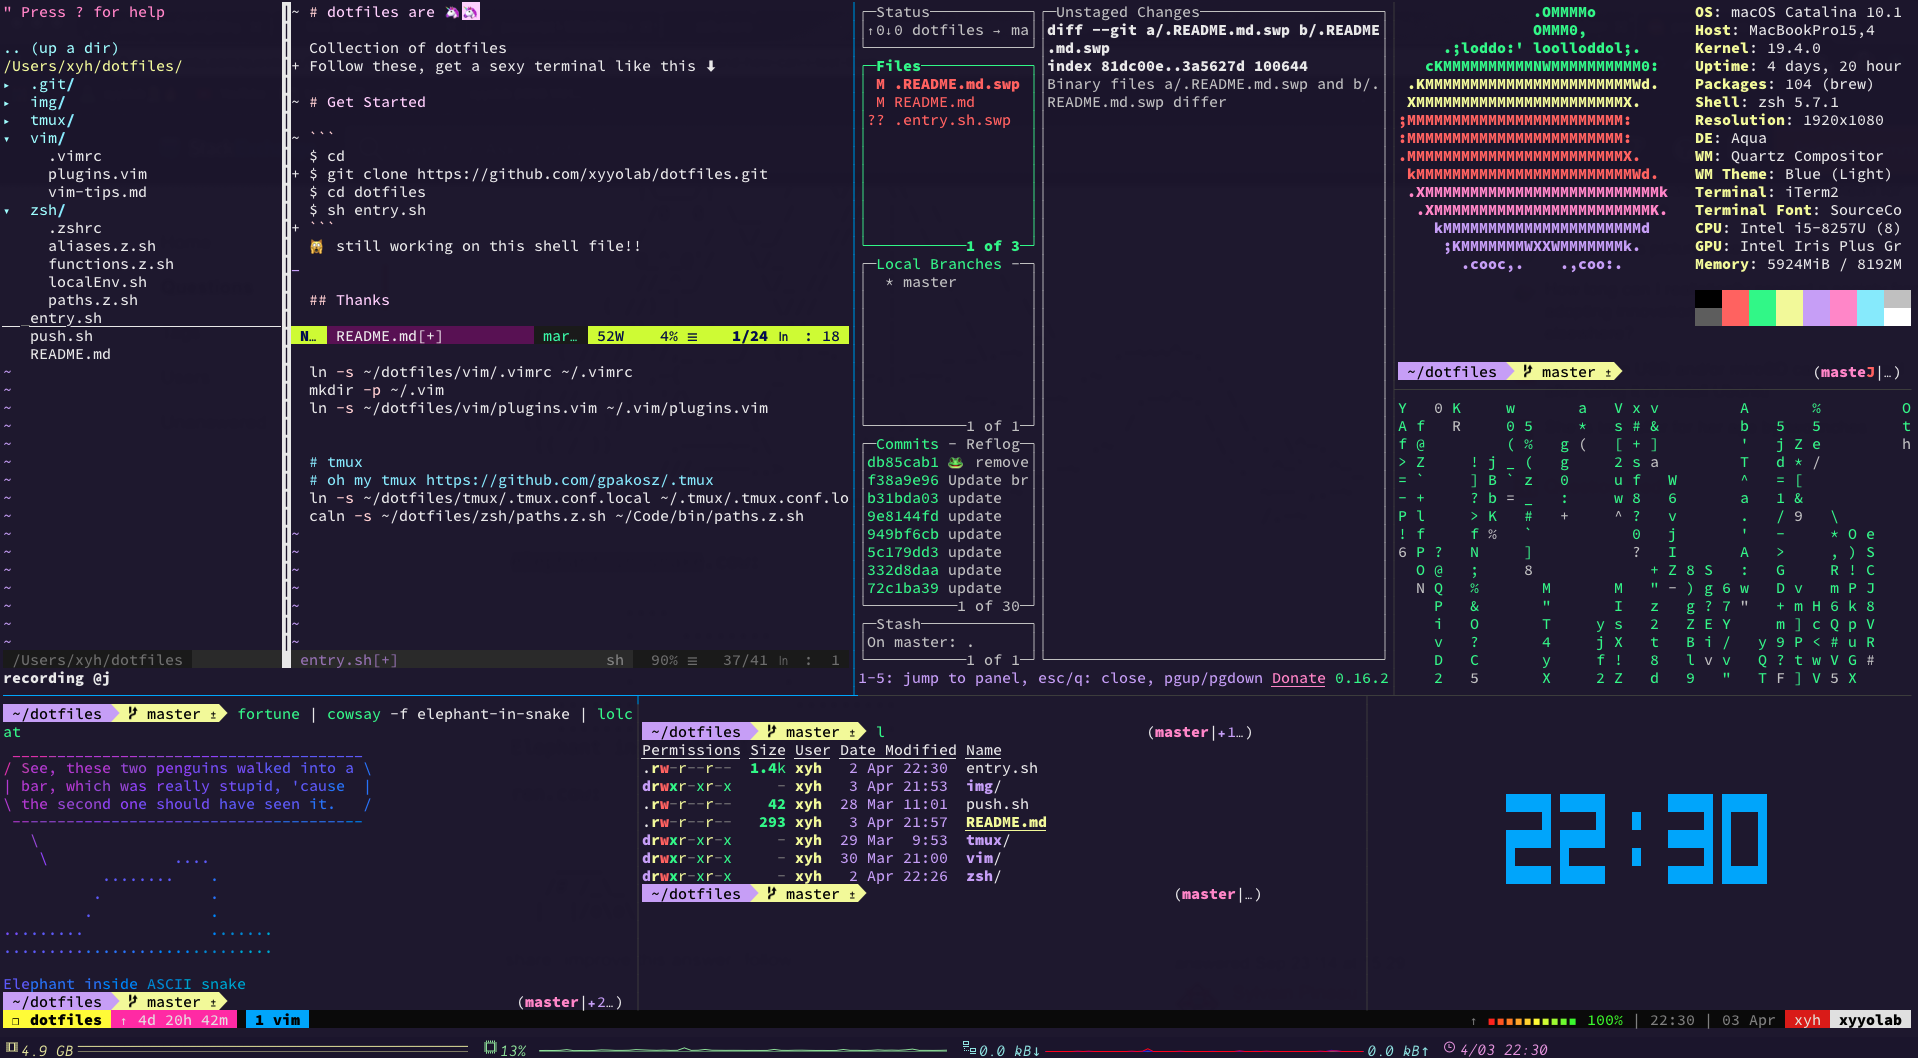 " Press ? for help
.. (up a dir)
/Users/xyh/dotfiles/
▸ .git/
▸ img/
▸ tmux/
▾ vim/
.vimrc
plugins.vim
vim-tips.md
▾ zsh/
.zshrc
aliases.z.sh
functions.z.sh
localEnv.sh
paths.z.sh
entry.sh
push.sh
README.md
/Users/xyh/dotfiles
recording @j
~ # dotfiles are 🦄🦄
Collection of dotfiles
+ Follow these, get a sexy terminal like this ⬇
~ # Get Started
~ ```
$ cd
+ $ git clone https://github.com/xyyolab/dotfiles.git
$ cd dotfiles
$ sh entry.sh
+ ```
🙀 still working on this shell file!!
## Thanks
N… README.md[+] mar… 52W 4% ≡ 1/24 ln : 18
ln -s ~/dotfiles/vim/.vimrc ~/.vimrc
mkdir -p ~/.vim
ln -s ~/dotfiles/vim/plugins.vim ~/.vim/plugins.vim
# tmux
# oh my tmux https://github.com/gpakosz/.tmux
ln -s ~/dotfiles/tmux/.tmux.conf.local ~/.tmux/.tmux.conf.lo
caln -s ~/dotfiles/zsh/paths.z.sh ~/Code/bin/paths.z.sh
entry.sh[+] sh 90% ≡ 37/41 ln : 1
Status
↑0↓0 dotfiles → ma
Files
M .README.md.swp
M README.md
?? .entry.sh.swp
1 of 3
Local Branches
* master
1 of 1
Commits - Reflog
db85cab1 🐸 remove
f38a9e96 Update br
b31bda03 update
9e8144fd update
949bf6cb update
5c179dd3 update
332d8daa update
72c1ba39 update
1 of 30
Stash
On master: .
1 of 1
Unstaged Changes
diff --git a/.README.md.swp b/.README
.md.swp
index 81dc00e..3a5627d 100644
Binary files a/.README.md.swp and b/.
README.md.swp differ
1-5: jump to panel, esc/q: close, pgup/pgdown Donate 0.16.2
OS: macOS Catalina 10.1
Host: MacBookPro15,4
Kernel: 19.4.0
Uptime: 4 days, 20 hour
Packages: 104 (brew)
Shell: zsh 5.7.1
Resolution: 1920x1080
DE: Aqua
WM: Quartz Compositor
WM Theme: Blue (Light)
Terminal: iTerm2
Terminal Font: SourceCo
CPU: Intel i5-8257U (8)
GPU: Intel Iris Plus Gr
Memory: 5924MiB / 8192M
~/dotfiles master ± (masteJ|…)
~/dotfiles master ± fortune | cowsay -f elephant-in-snake | lolc
at
/ See, these two penguins walked into a \
| bar, which was really stupid, 'cause |
\ the second one should have seen it. /
Elephant inside ASCII snake
~/dotfiles master ± (master|+2…)
~/dotfiles master ± l (master|+1…)
Permissions Size User Date Modified Name
.rw-r--r-- 1.4k xyh 2 Apr 22:30 entry.sh
drwxr-xr-x - xyh 3 Apr 21:53 img/
.rw-r--r-- 42 xyh 28 Mar 11:01 push.sh
.rw-r--r-- 293 xyh 3 Apr 21:57 README.md
drwxr-xr-x - xyh 29 Mar 9:53 tmux/
drwxr-xr-x - xyh 30 Mar 21:00 vim/
drwxr-xr-x - xyh 2 Apr 22:26 zsh/
~/dotfiles master ± (master|…)
22:30
❐ dotfiles ↑ 4d 20h 42m 1 vim
↑ 100% | 22:30 | 03 Apr xyh xyyolab
4.9 GB 13% 0.0 kB↓ 0.0 kB↑ 4/03 22:30